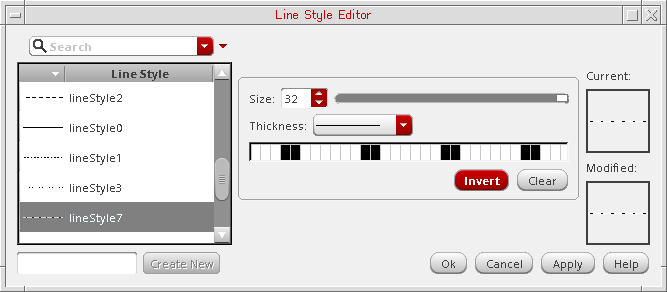 Line Style Editor
Search
Line Style
lineStyle2
lineStyle0
lineStyle1
lineStyle3
lineStyle7
Create New
Size: 32
Thickness:
Invert Clear
Current:
Modified:
Ok Cancel Apply Help